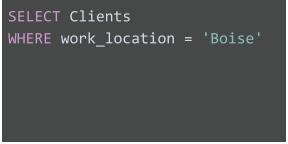 SELECT Clients
WHERE work_location = 'Boise'